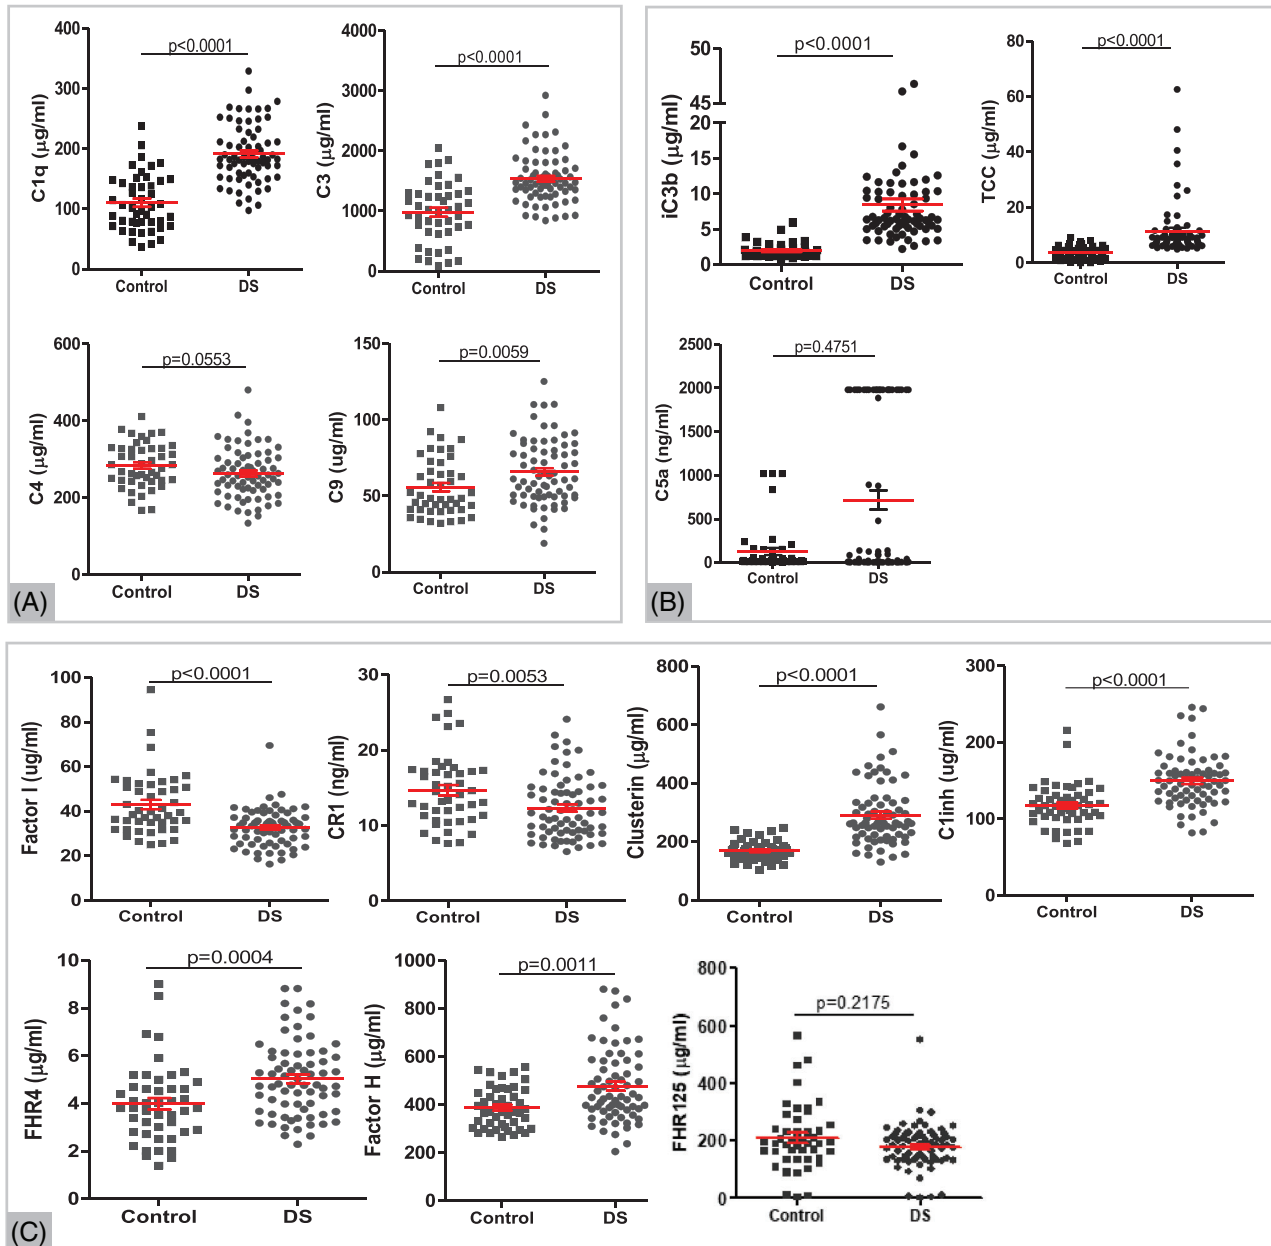 400
300
200
100
0
C1q (μg/ml)
p<0.0001
Control DS
4000
3000
2000
1000
0
C3 (μg/ml)
p<0.0001
Control DS
600
400
200
0
C4 (μg/ml)
p=0.0553
Control DS
150
100
50
0
C9 (ug/ml)
p=0.0059
Control DS
(A)
50
45
20
15
10
5
0
iC3b (μg/ml)
p<0.0001
Control DS
80
60
40
20
0
TCC (μg/ml)
p<0.0001
Control DS
2500
2000
1500
1000
500
0
C5a (ng/ml)
p=0.4751
Control DS
(B)
100
80
60
40
20
0
Factor I (ug/ml)
p<0.0001
Control DS
30
20
10
0
CR1 (ng/ml)
p=0.0053
Control DS
800
600
400
200
0
Clusterin (μg/ml)
p<0.0001
Control DS
300
200
100
0
C1inh (ug/ml)
p<0.0001
Control DS
10
8
6
4
2
0
FHR4 (μg/ml)
p=0.0004
Control DS
1000
800
600
400
200
0
Factor H (μg/ml)
p=0.0011
Control DS
800
600
400
200
0
FHR125 (μg/ml)
p=0.2175
Control DS
(C)